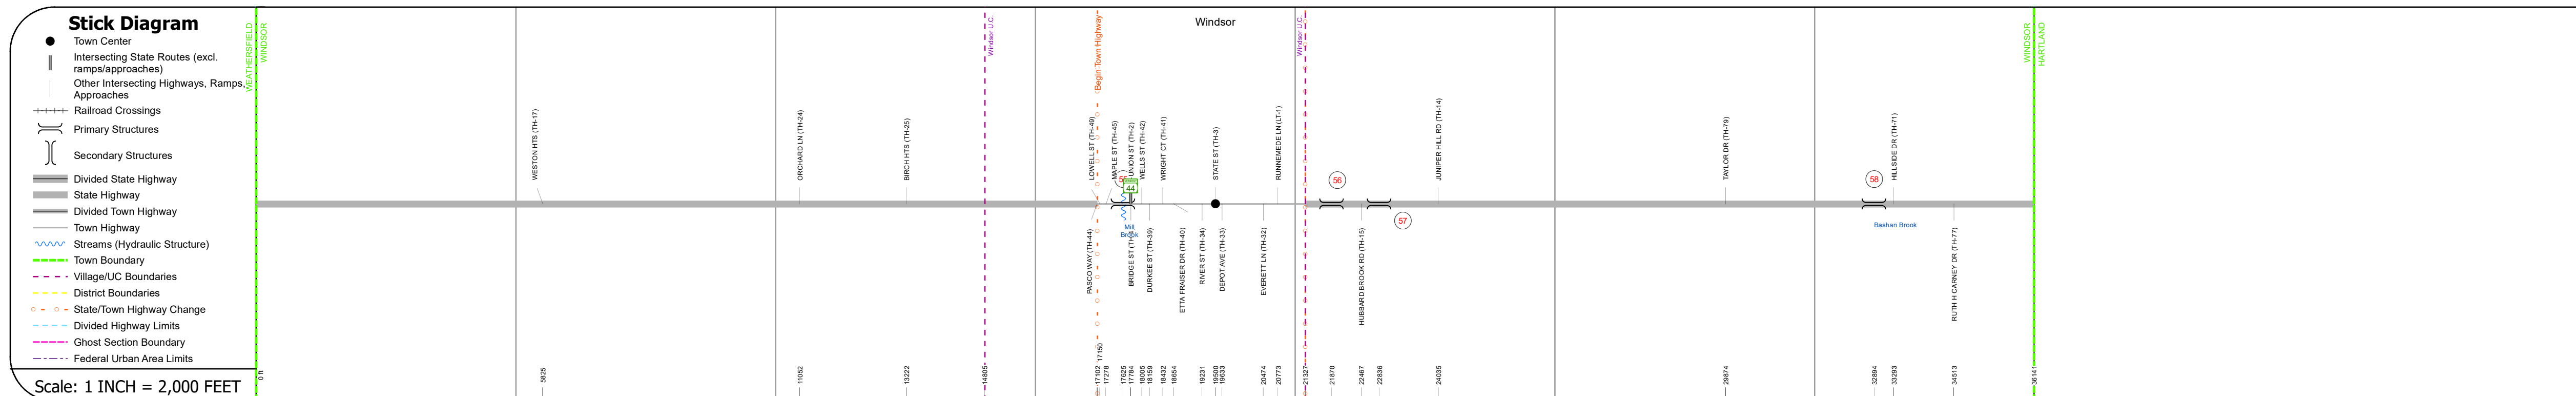 Stick Diagram
Town Center
Intersecting State Routes (excl.
ramps/approaches)
Other Intersecting Highways, Ramps,
Approaches
Railroad Crossings
Primary Structures
Secondary Structures
Divided State Highway
State Highway
Divided Town Highway
Town Highway
Streams (Hydraulic Structure)
Town Boundary
Village/UC Boundaries
District Boundaries
State/Town Highway Change
Divided Highway Limits
Ghost Section Boundary
Federal Urban Area Limits
Scale: 1 INCH = 2,000 FEET
WEATHERSFIELD
WINDSOR
Windsor U.C.
Begin Town Highway
Windsor
Windsor U.C.
WINDSOR
HARTLAND
WESTON HTS (TH-17)
ORCHARD LN (TH-24)
BIRCH HTS (TH-25)
LOWELL ST (TH-49)
MAPLE ST (TH-45)
UNION ST (TH-2)
WELLS ST (TH-42)
WRIGHT CT (TH-41)
STATE ST (TH-3)
RUNNEMEDE LN (LT-1)
JUNIPER HILL RD (TH-14)
TAYLOR DR (TH-79)
HILLSIDE DR (TH-71)
44
56
57
58
Mill
Brook
Bashan Brook
PASCO WAY (TH-44)
BRIDGE ST
DURKEE ST (TH-39)
ETTA FRAISER DR (TH-40)
RIVER ST (TH-34)
DEPOT AVE (TH-33)
EVERETT LN (TH-32)
HUBBARD BROOK RD (TH-15)
RUTH H CARNEY DR (TH-77)
0 ft
5825
11052
13222
14805
17102
17150
17278
17625
17784
18005
18159
18432
18654
19231
19500
19633
20474
20773
21327
21870
22467
22836
24035
29874
32894
33293
34513
36141